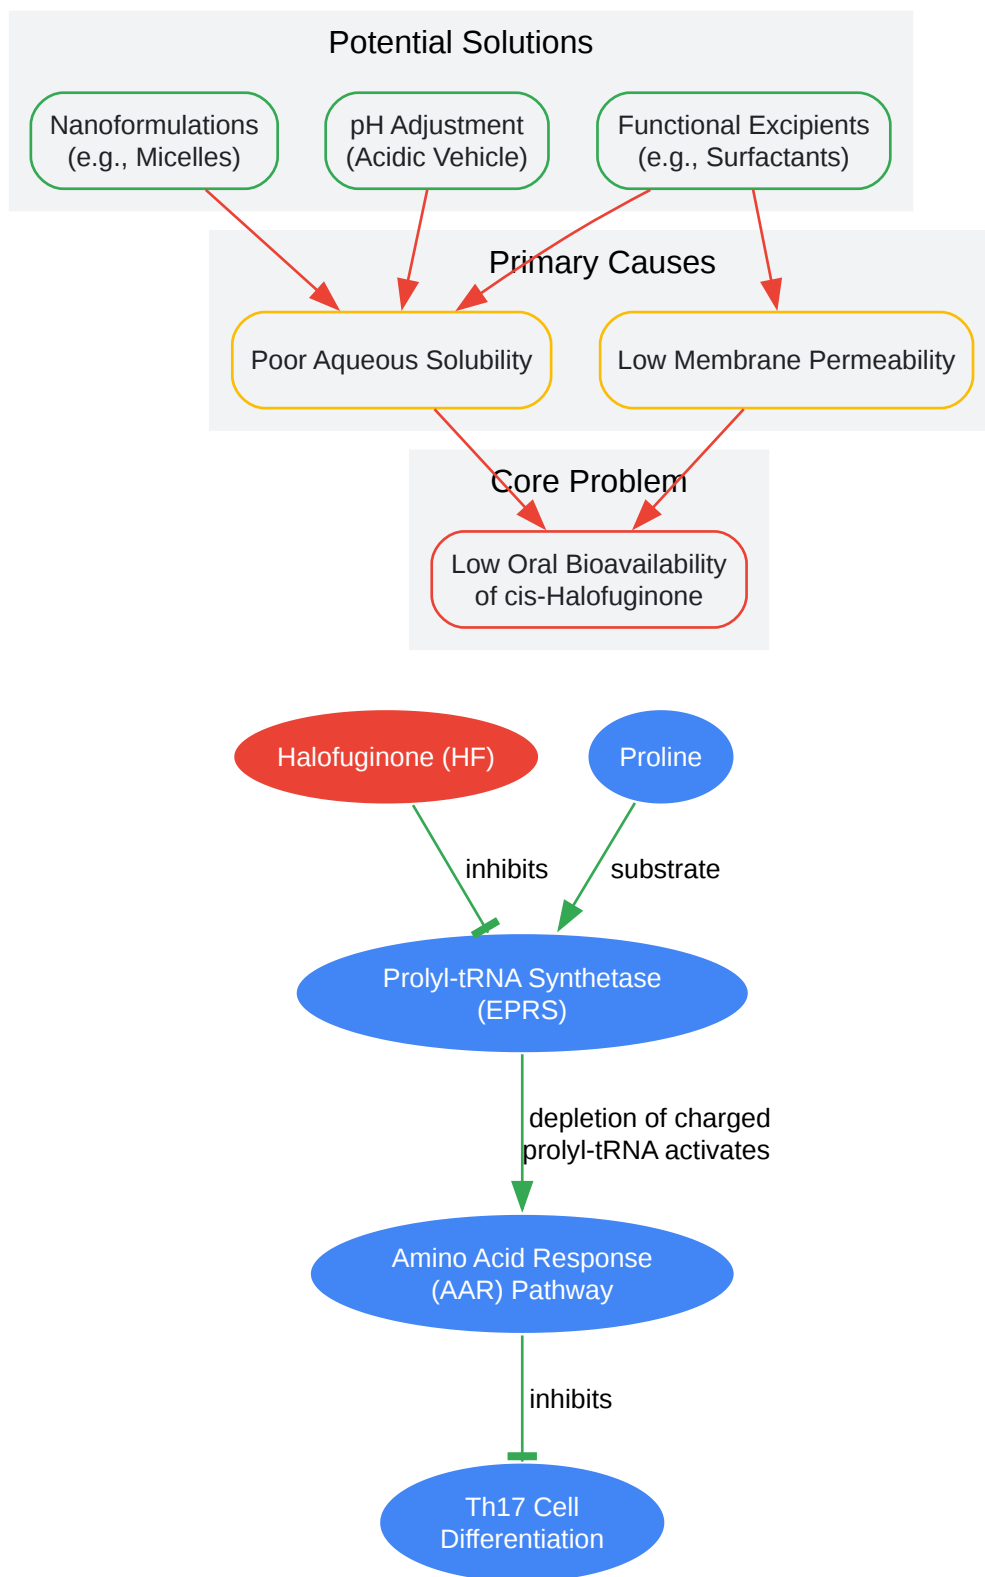 Potential Solutions
Nanoformulations
(e.g., Micelles)
pH Adjustment
(Acidic Vehicle)
Functional Excipients
(e.g., Surfactants)
Primary Causes
Poor Aqueous Solubility
Low Membrane Permeability
Core Problem
Low Oral Bioavailability
of cis-Halofuginone
Halofuginone (HF)
Proline
inhibits
substrate
Prolyl-tRNA Synthetase
(EPRS)
depletion of charged
prolyl-tRNA activates
Amino Acid Response
(AAR) Pathway
inhibits
Th17 Cell
Differentiation